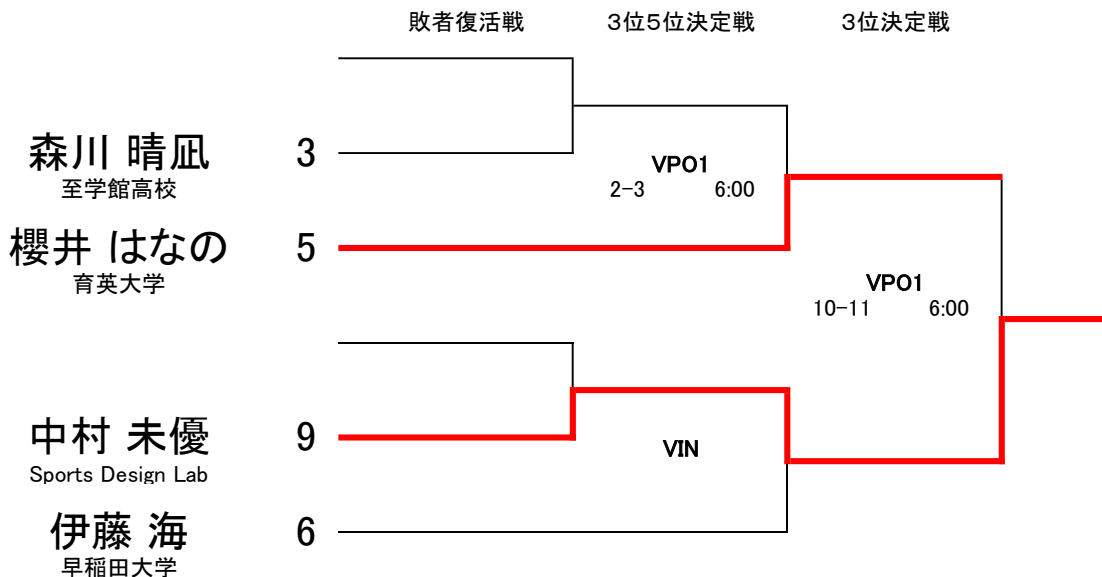 敗者復活戦 3位5位決定戦 3位決定戦
森川 晴凪 3
至学館高校
VPO1
2-3 6:00
櫻井 はなの 5
育英大学
VPO1
10-11 6:00
中村 未優 9
Sports Design Lab
VIN
伊藤 海 6
早稲田大学